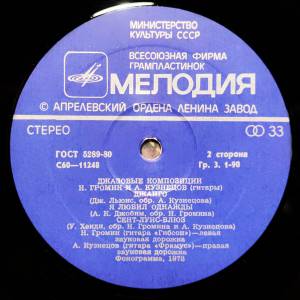 МИНИСТЕРСТВО
КУЛЬТУРЫ СССР
ВСЕСОЮЗНАЯ ФИРМА
ГРАМПЛАСТИНОК
МЕЛОДИЯ
© АПРЕЛЕВСКИЙ ОРДЕНА ЛЕНИНА ЗАВОД
СТЕРЕО 33
ГОСТ 5289-80 2 сторона
С60-11248 Гр. 3. 1-90
ДЖАЗОВЫЕ КОМПОЗИЦИИ
Н. ГРОМИН И А. КУЗНЕЦОВ (гитары)
ДЖАНГО
(Дж. Льюис, обр. А. Кузнецова)
Я ЛЮБИЛ ОДНАЖДЫ
(А. К. Джобим, обр. Н. Громина)
СЕНТ-ЛУИС-БЛЮЗ
(У. Хенди, обр. Н. Громина и А. Кузнецова)
Н. Громин (гитара «Гибсон»)—левая
звуковая дорожка
А. Кузнецов (гитара «Фрамус»)—правая
звуковая дорожка
Фонограмма, 1978